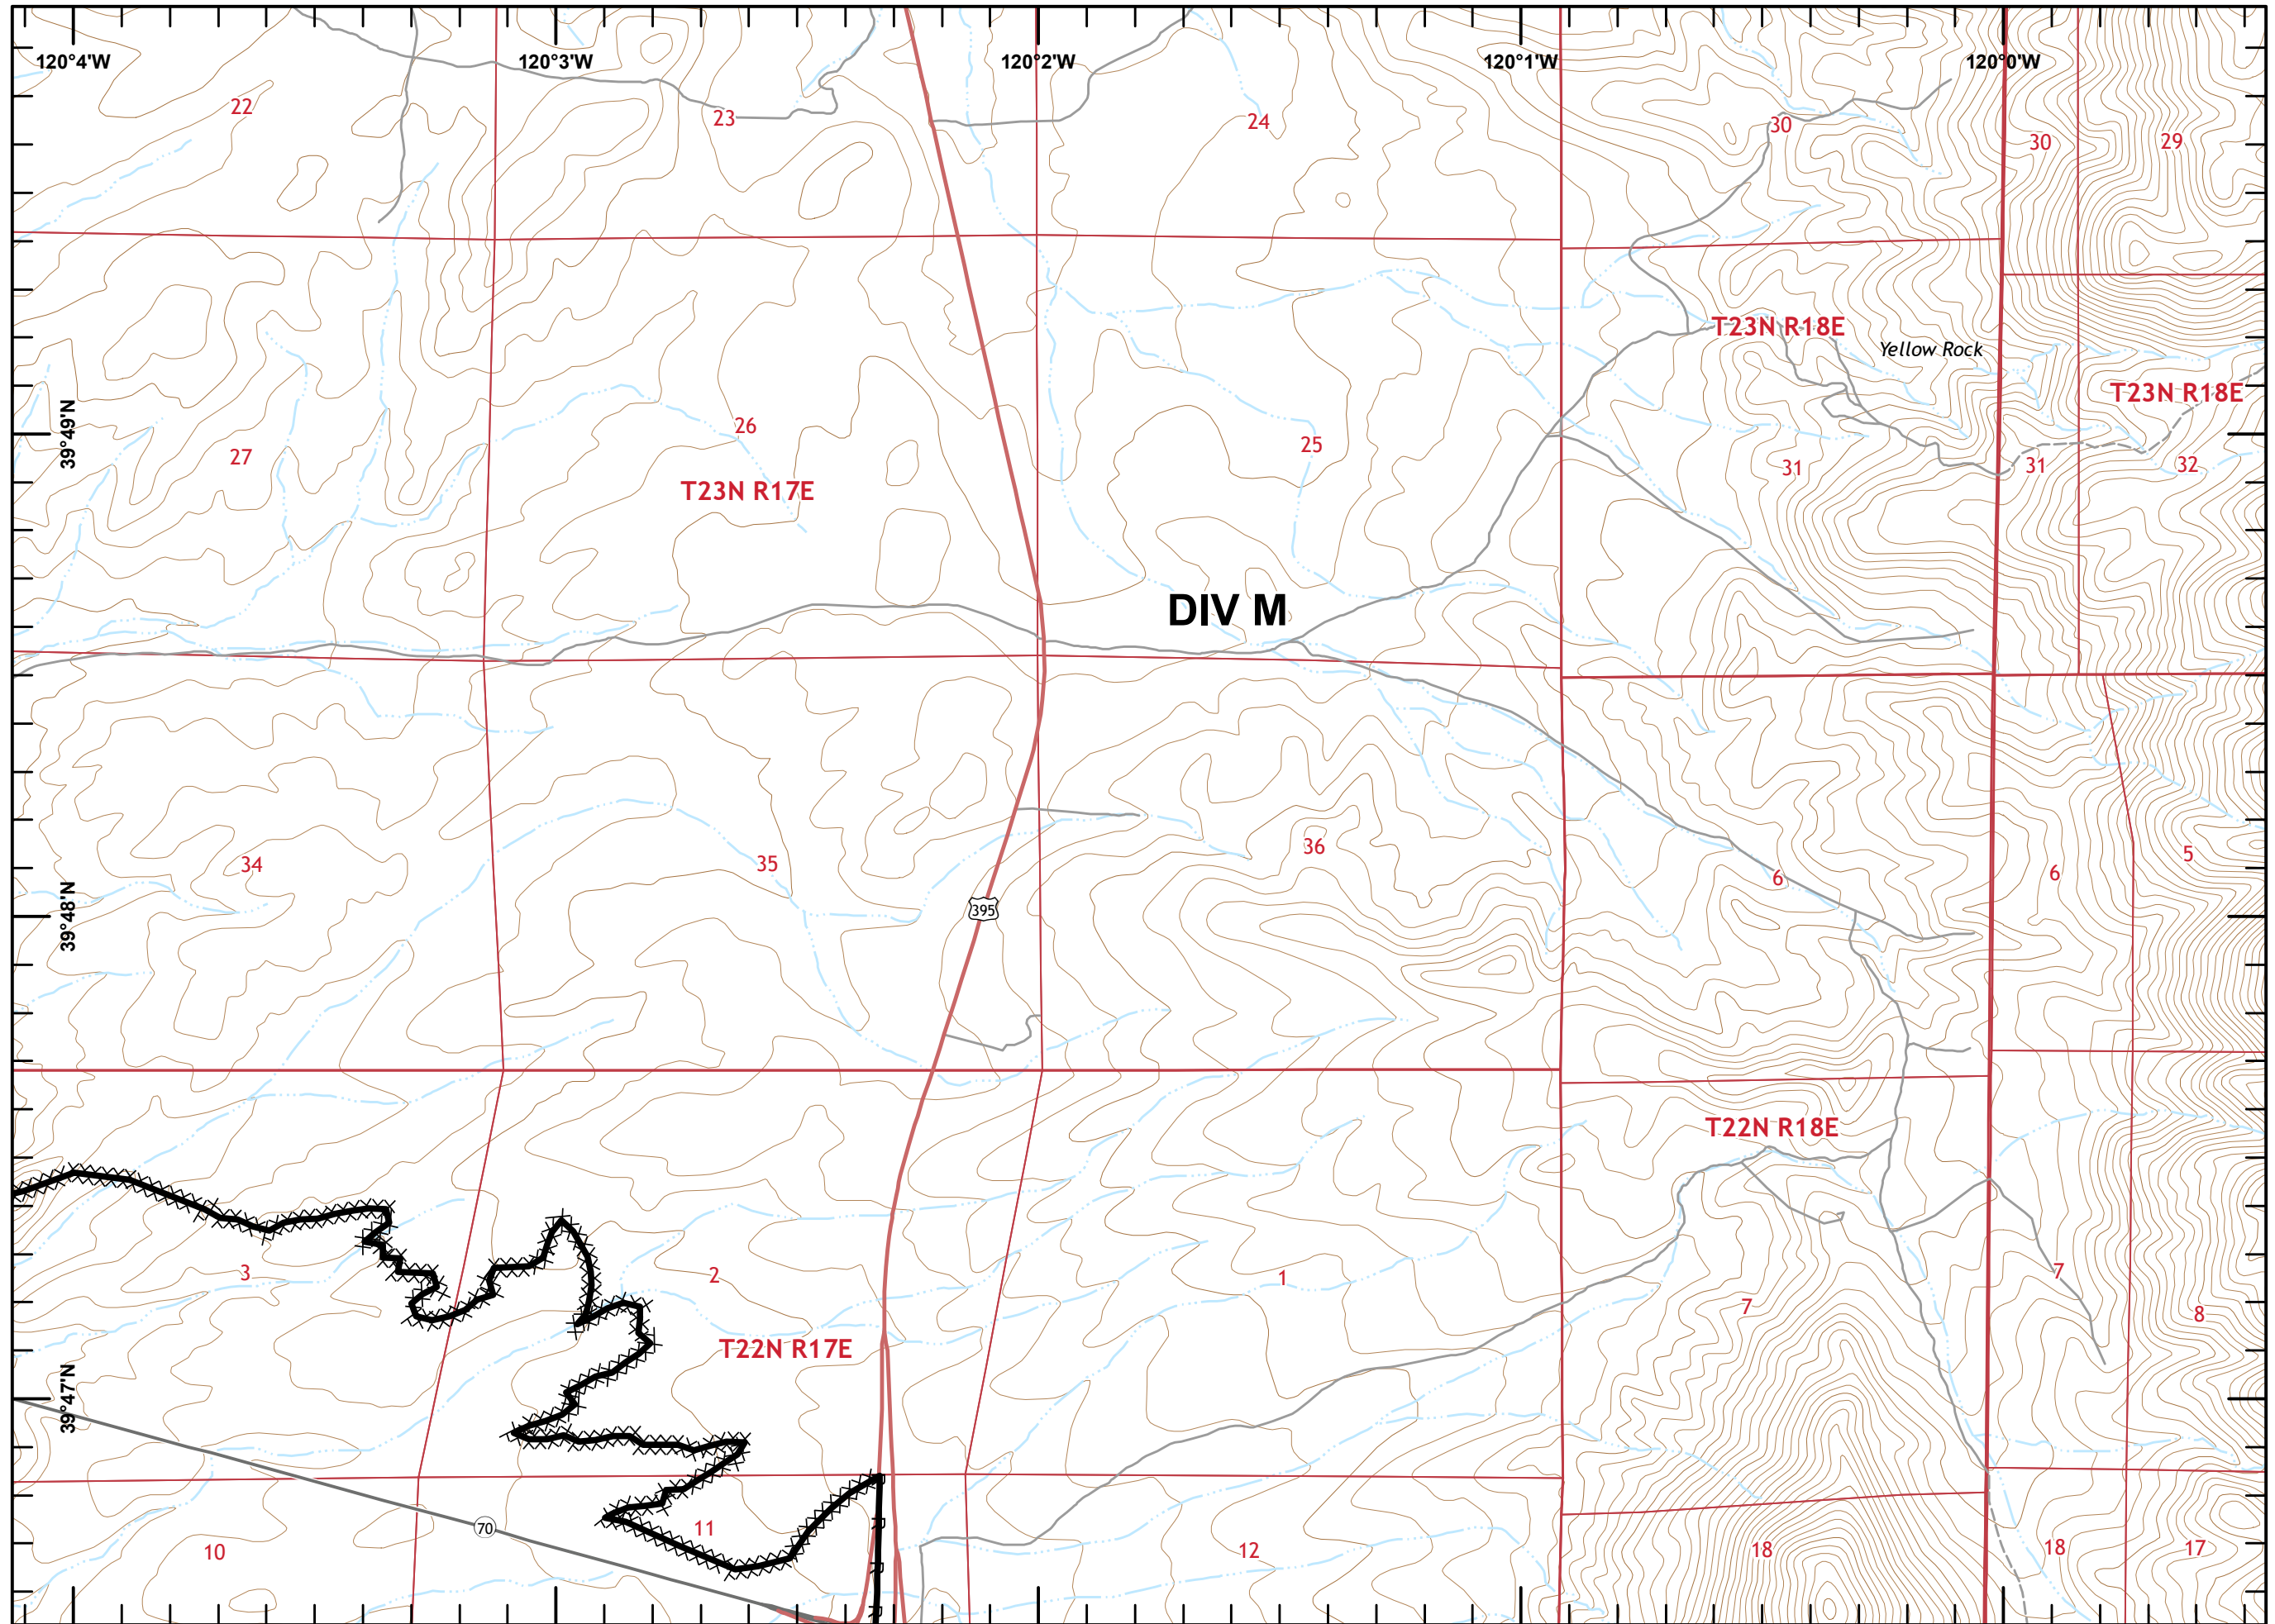 120°4'W 120°3'W 120°2'W 120°1'W 120°0'W
22 23 24 30 30 29
T23N R18E
Yellow Rock
T23N R18E
39°49'N
27 26 25 31 31 32
T23N R17E
DIV M
34 35 36 6 6 5
39°48'N
395
T22N R18E
3 2 1 7 7 8
T22N R17E
39°47'N
70
10 11 12 18 18 17
R
R
R